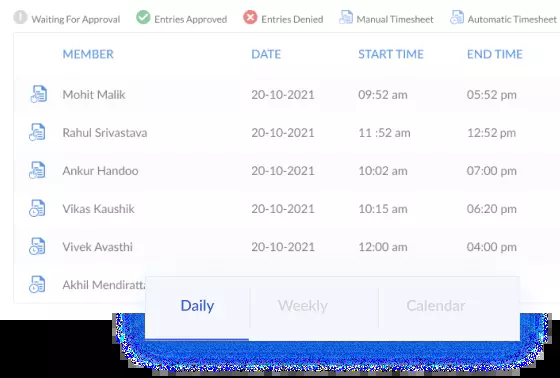 Waiting For Approval Entries Approved Entries Denied Manual Timesheet Automatic Timesheet
MEMBER DATE START TIME END TIME
Mohit Malik 20-10-2021 09:52 am 05:52 pm
Rahul Srivastava 20-10-2021 11 :52 am 12:52 pm
Ankur Handoo 20-10-2021 10:02 am 07:00 pm
Vikas Kaushik 20-10-2021 10:15 am 06:20 pm
Vivek Avasthi 20-10-2021 12:00 am 04:00 pm
Akhil Mendiratta
Daily Weekly Calendar